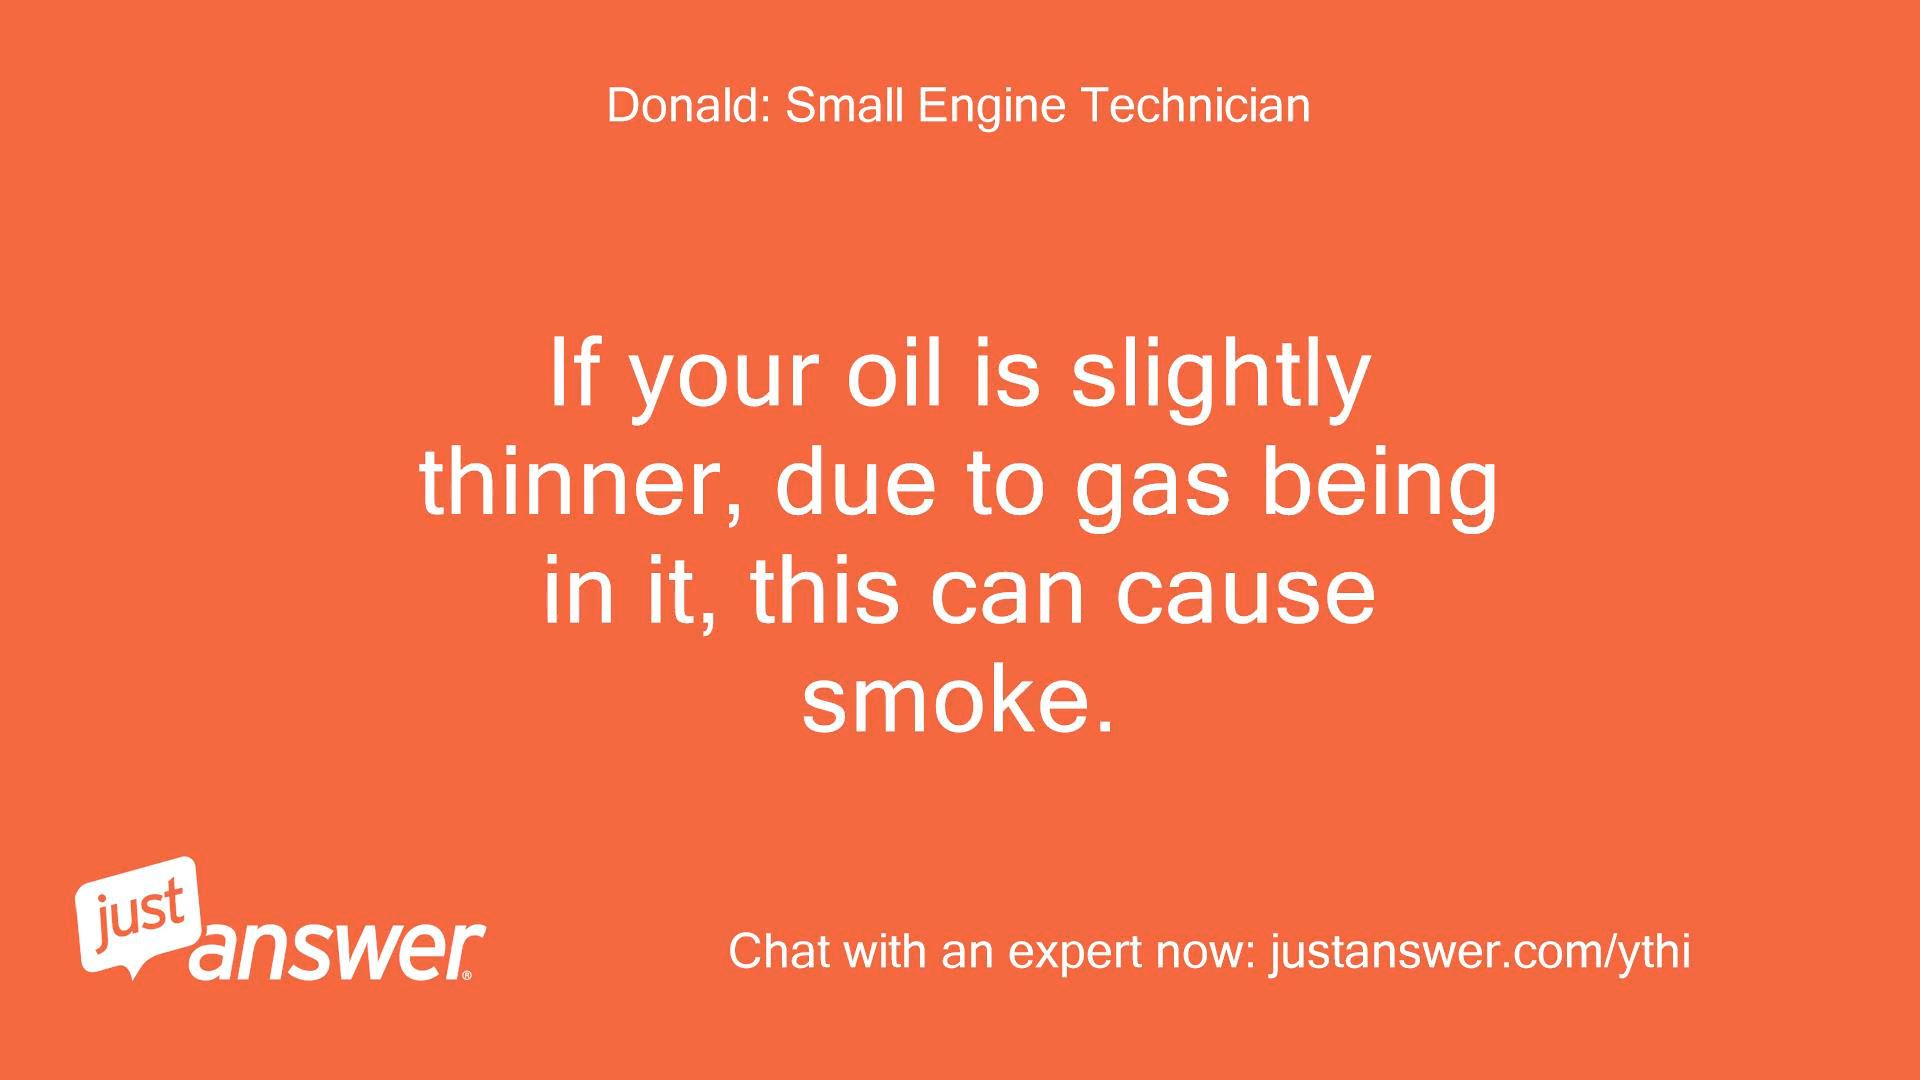 Donald: Small Engine Technician
If your oil is slightly
thinner, due to gas being
in it, this can cause
smoke.
just
answer®
Chat with an expert now: justanswer.com/ythi